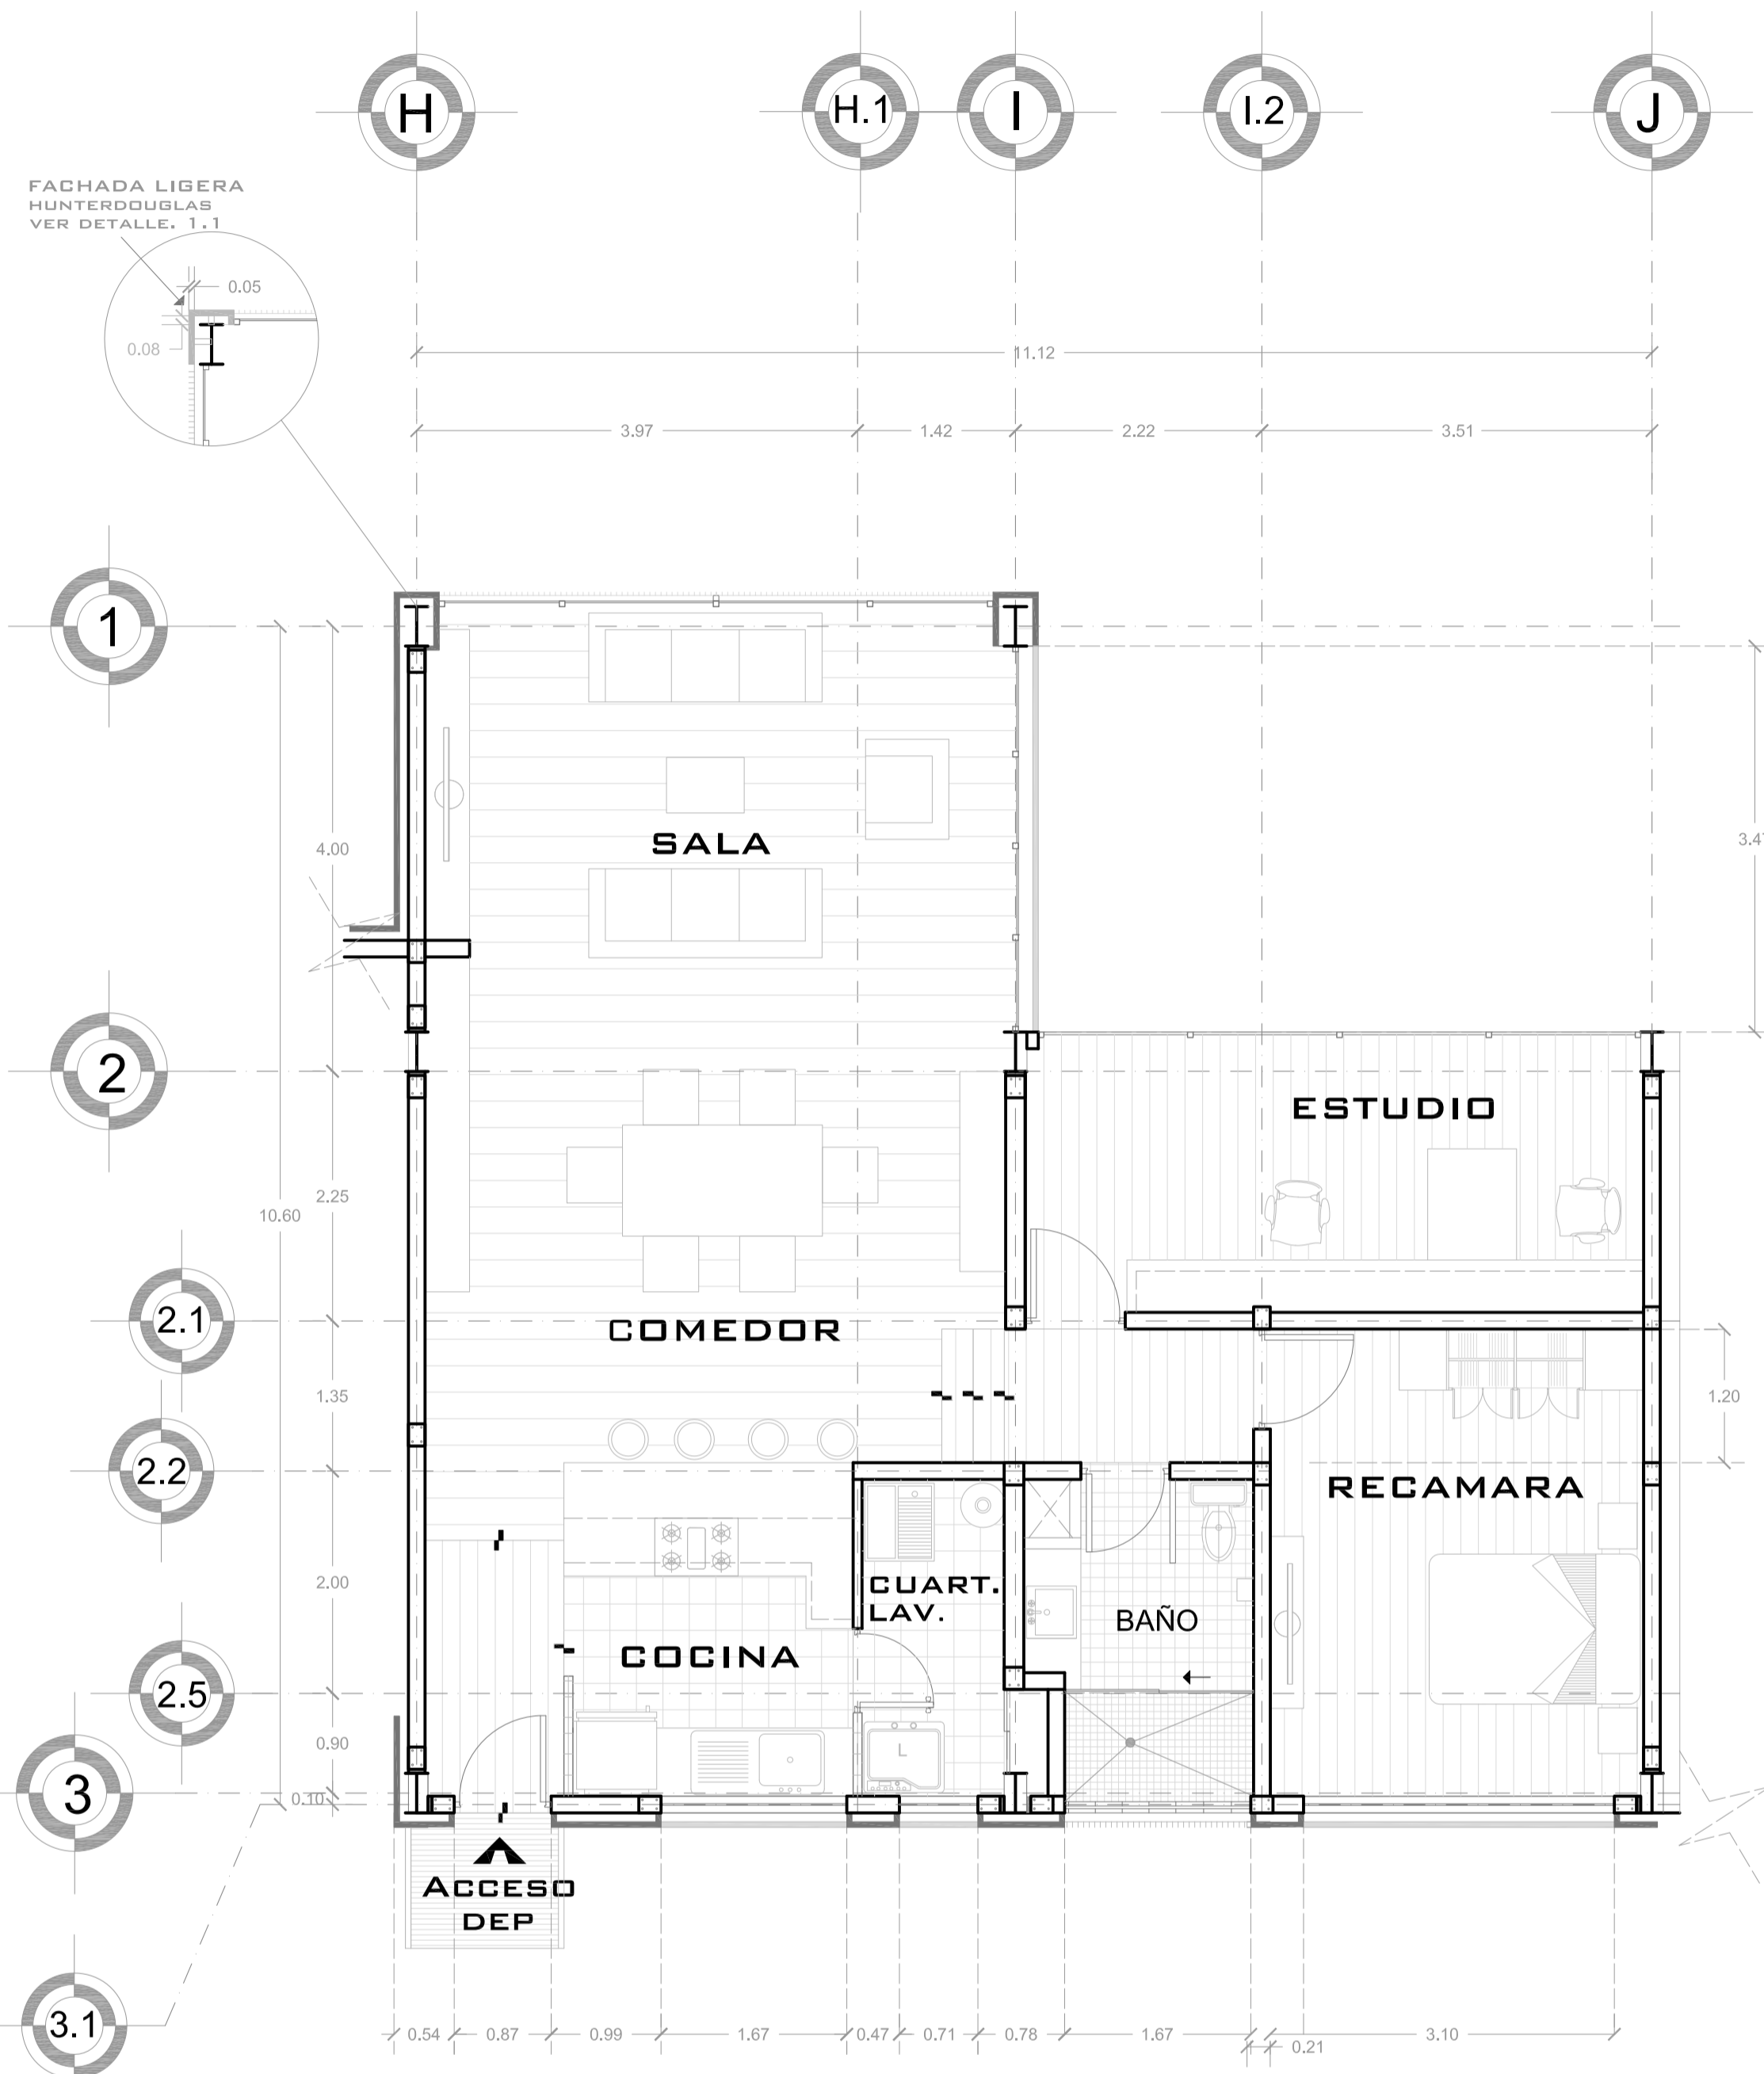 H
H.1
I
I.2
J
FACHADA LIGERA
HUNTERDOUGLAS
VER DETALLE. 1.1
0.05
0.08
11.12
3.97
1.42
2.22
3.51
1
4.00
SALA
2
ESTUDIO
2.25
10.60
2.1
COMEDOR
1.35
1.20
2.2
RECAMARA
2.00
CUART.
LAV.
BAÑO
COCINA
2.5
0.90
L
3
0.10
ACCESO
DEP
3.1
0.54
0.87
0.99
1.67
0.47
0.71
0.78
1.67
0.21
3.10